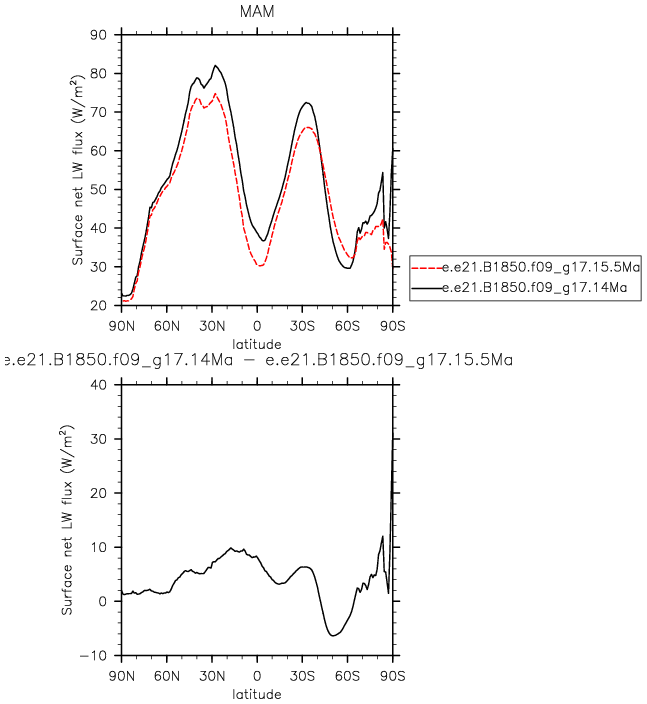 MAM
90
80
70
60
50
40
30
20
Surface net LW flux (W/m²)
90N 60N 30N 0 30S 60S 90S
latitude
e.e21.B1850.f09_g17.15.5Ma
e.e21.B1850.f09_g17.14Ma
e.e21.B1850.f09_g17.14Ma − e.e21.B1850.f09_g17.15.5Ma
40
30
20
10
0
−10
Surface net LW flux (W/m²)
90N 60N 30N 0 30S 60S 90S
latitude